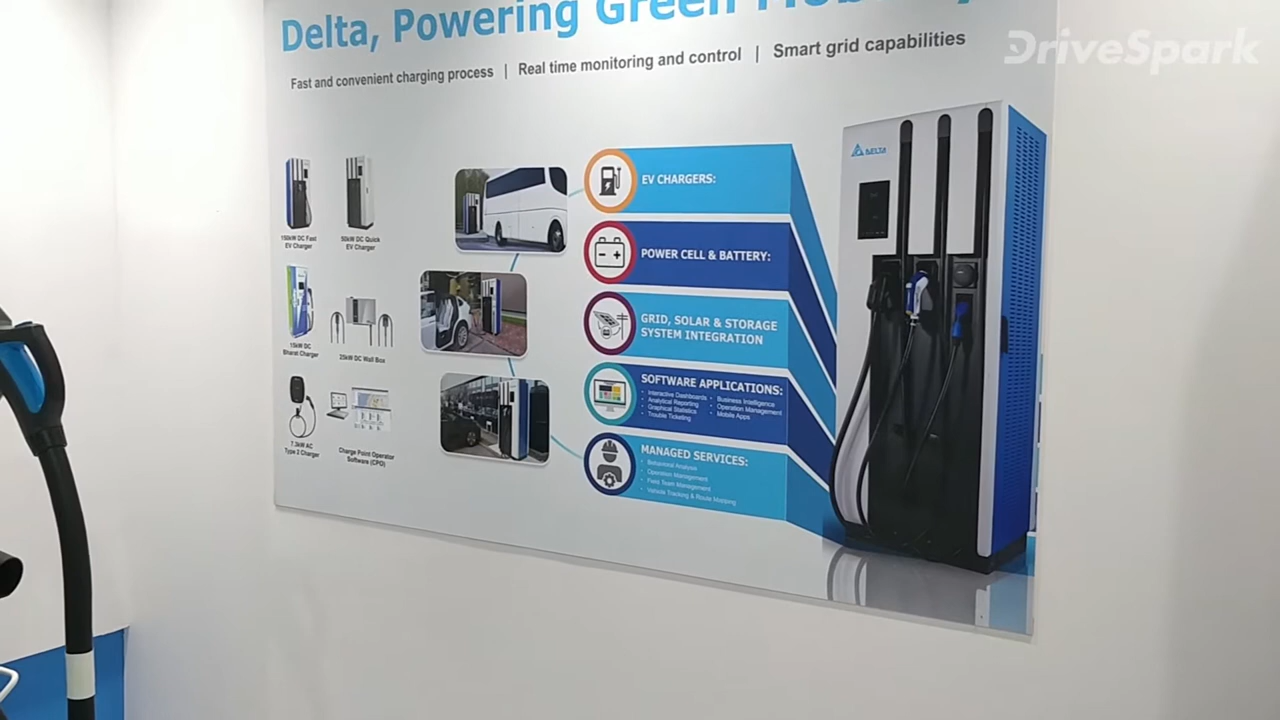 Delta, Powering Green
DriveSpark
Fast and convenient charging process | Real time monitoring and control | Smart grid capabilities
DELTA
150kW DC Fast
EV Charger
50kW DC Quick
EV Charger
15kW DC
Bharat Charger
25kW DC Wall Box
7.3kW AC
Type 2 Charger
Charge Point Operator
Software (CPO)
EV CHARGERS:
POWER CELL & BATTERY:
GRID, SOLAR & STORAGE
SYSTEM INTEGRATION
SOFTWARE APPLICATIONS:
• Interactive Dashboards • Business Intelligence
• Analytical Reporting • Operation Management
• Graphical Statistics • Mobile Apps
• Trouble Ticketing
MANAGED SERVICES:
• Behavioral Analysis
• Operation Management
• Field Team Management
• Vehicle Tracking & Route Mapping